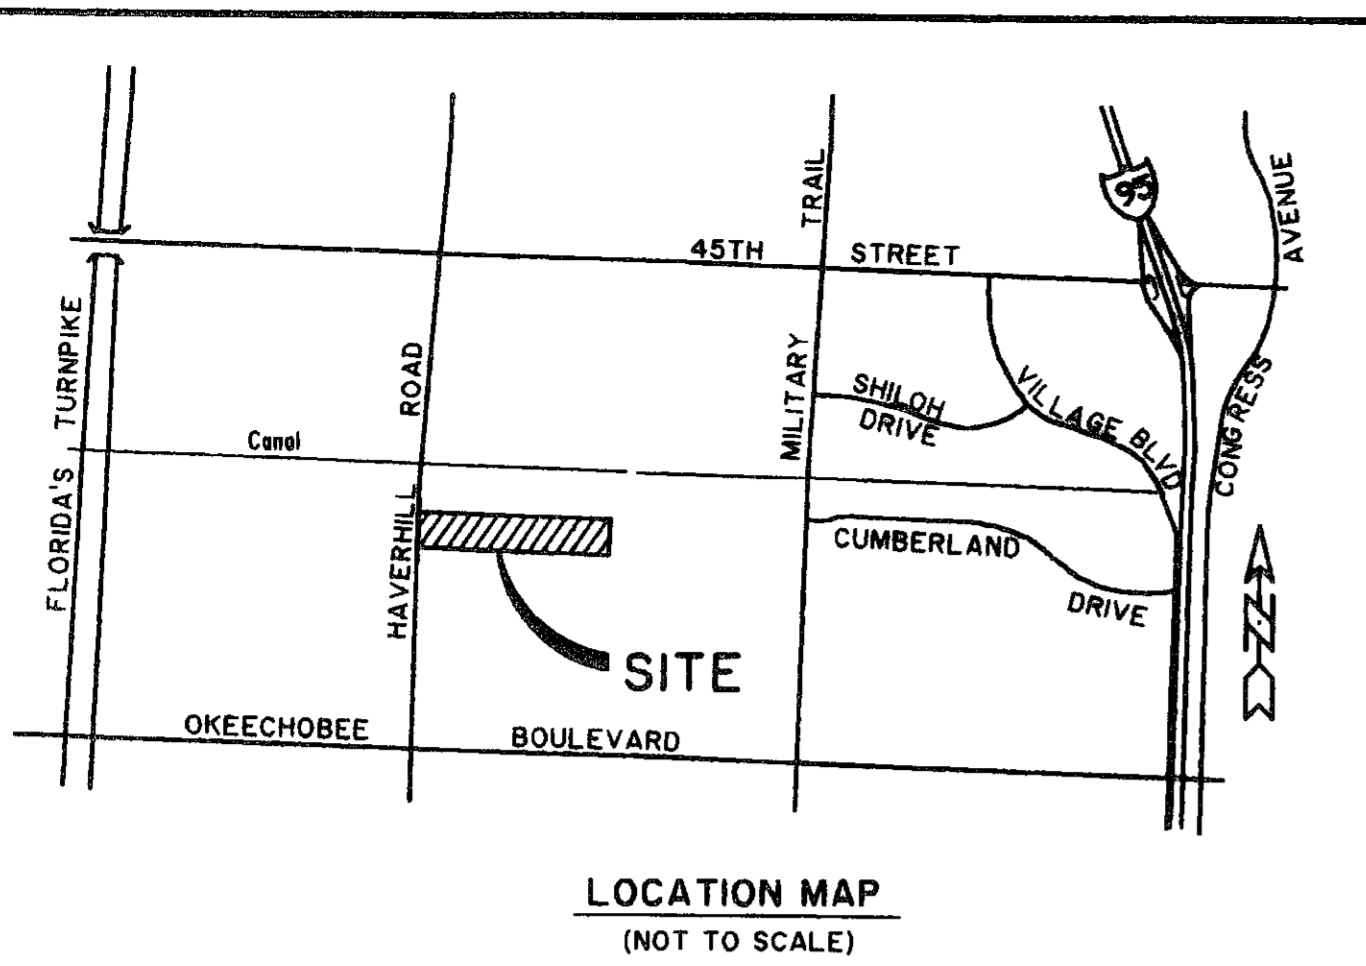 TRAIL
95
AVENUE
45TH STREET
FLORIDA'S TURNPIKE
HAVERHILL ROAD
MILITARY
SHILOH
DRIVE
VILLAGE BLVD
CONGRESS
Canal
CUMBERLAND
DRIVE
N
SITE
OKEECHOBEE BOULEVARD
LOCATION MAP
(NOT TO SCALE)